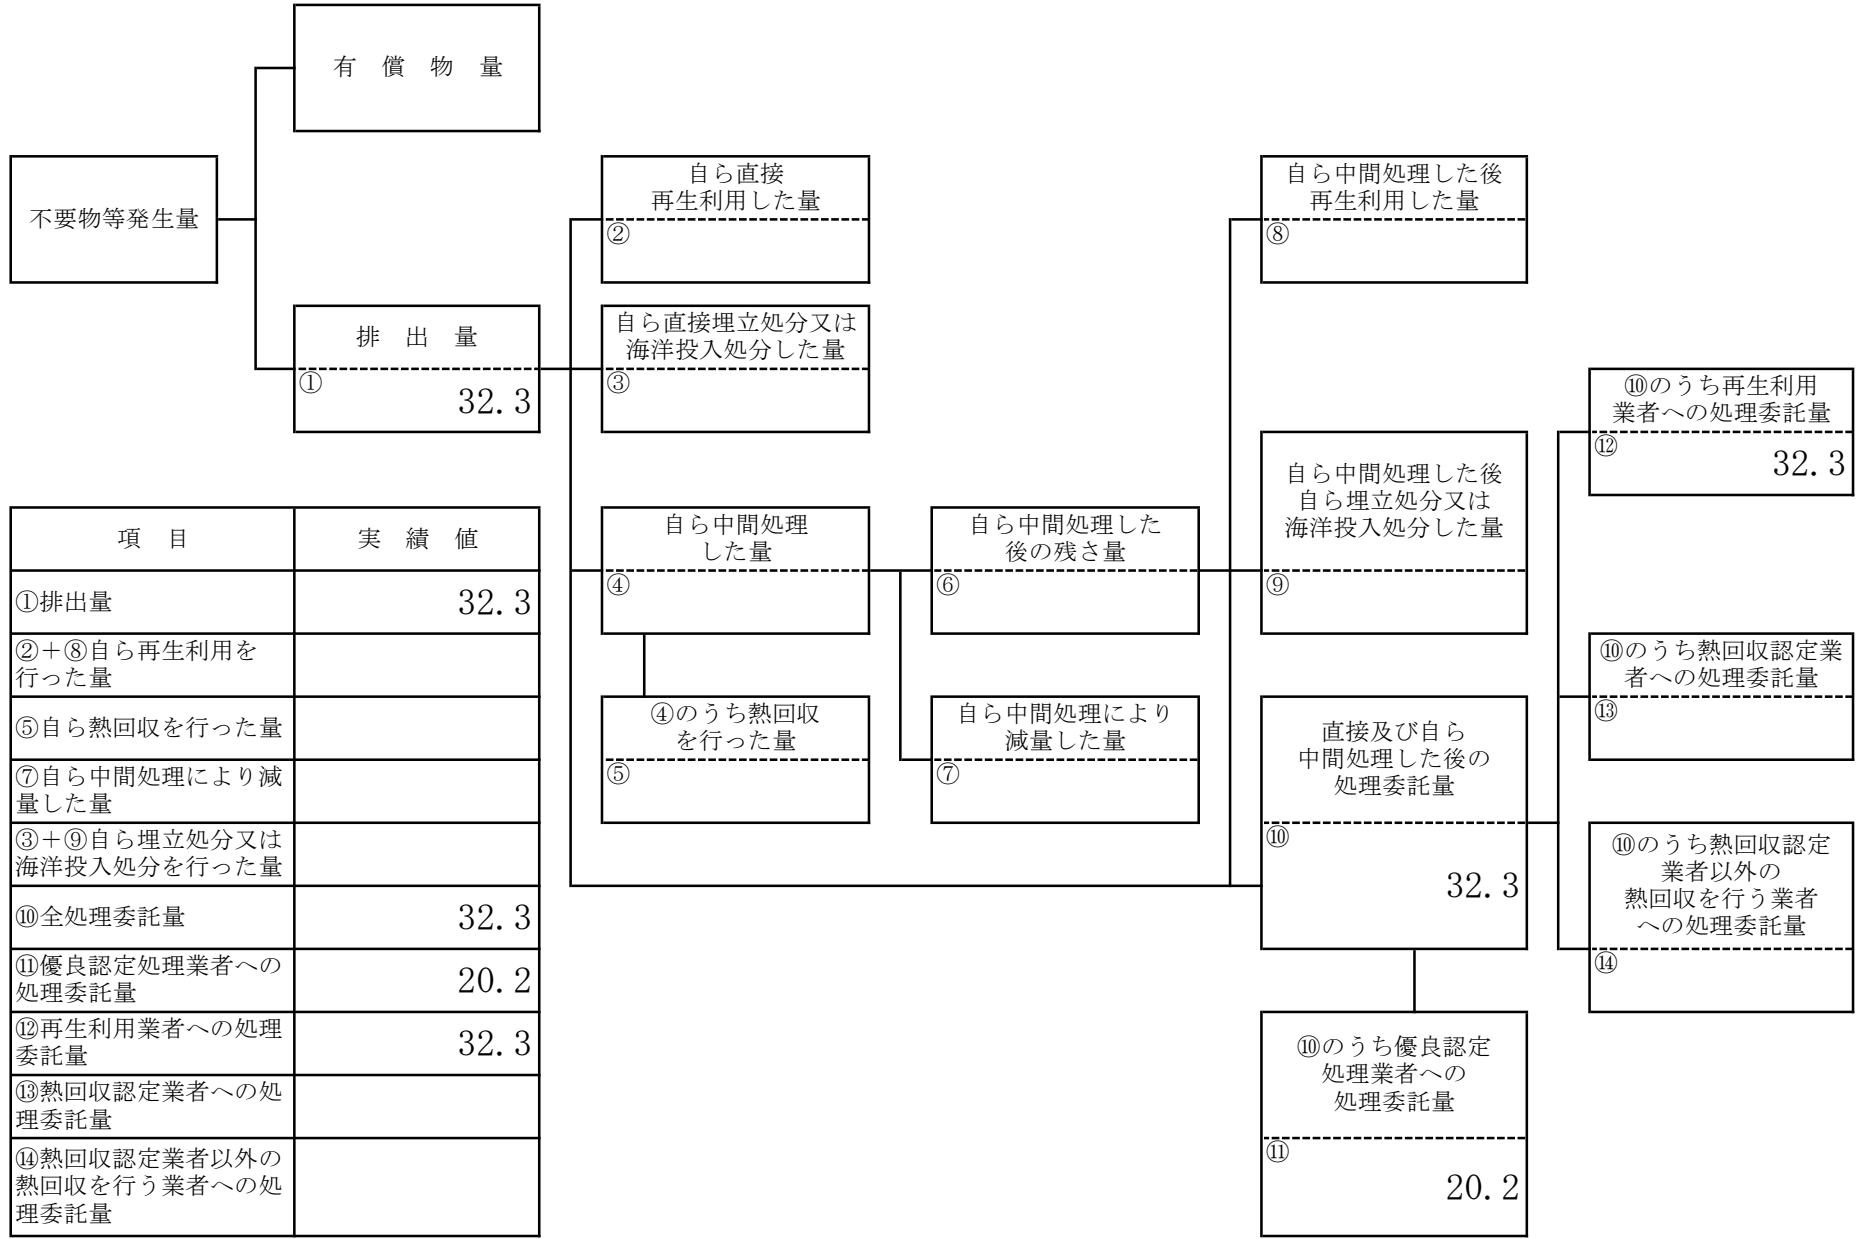 有 償 物 量
不要物等発生量
排 出 量
①
32.3
自ら直接
再生利用した量
②
自ら直接埋立処分又は
海洋投入処分した量
③
自ら中間処理
した量
④
④のうち熱回収
を行った量
⑤
自ら中間処理した
後の残さ量
⑥
自ら中間処理により
減量した量
⑦
自ら中間処理した後
再生利用した量
⑧
自ら中間処理した後
自ら埋立処分又は
海洋投入処分した量
⑨
直接及び自ら
中間処理した後の
処理委託量
⑩
32.3
⑩のうち優良認定
処理業者への
処理委託量
⑪
20.2
⑩のうち再生利用
業者への処理委託量
⑫
32.3
⑩のうち熱回収認定業
者への処理委託量
⑬
⑩のうち熱回収認定
業者以外の
熱回収を行う業者
への処理委託量
⑭
項 目 実 績 値
①排出量 32.3
②+⑧自ら再生利用を
行った量
⑤自ら熱回収を行った量
⑦自ら中間処理により減
量した量
③+⑨自ら埋立処分又は
海洋投入処分を行った量
⑩全処理委託量 32.3
⑪優良認定処理業者への
処理委託量 20.2
⑫再生利用業者への処理
委託量 32.3
⑬熱回収認定業者への処
理委託量
⑭熱回収認定業者以外の
熱回収を行う業者への処
理委託量